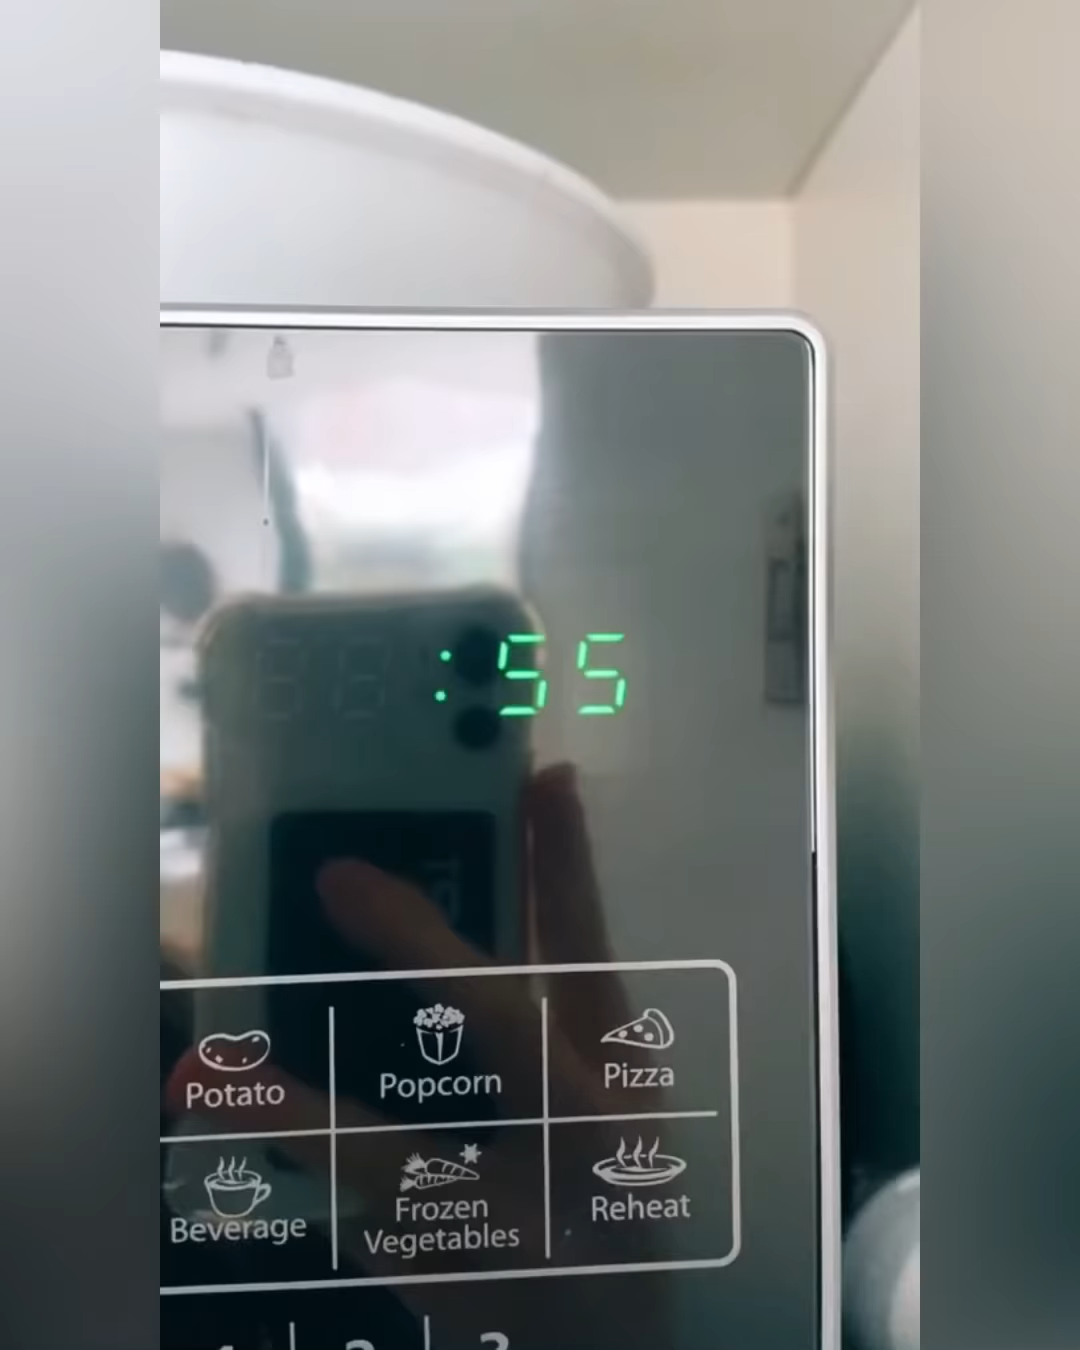 :55
Potato
Popcorn
Pizza
Beverage
Frozen
Vegetables
Reheat